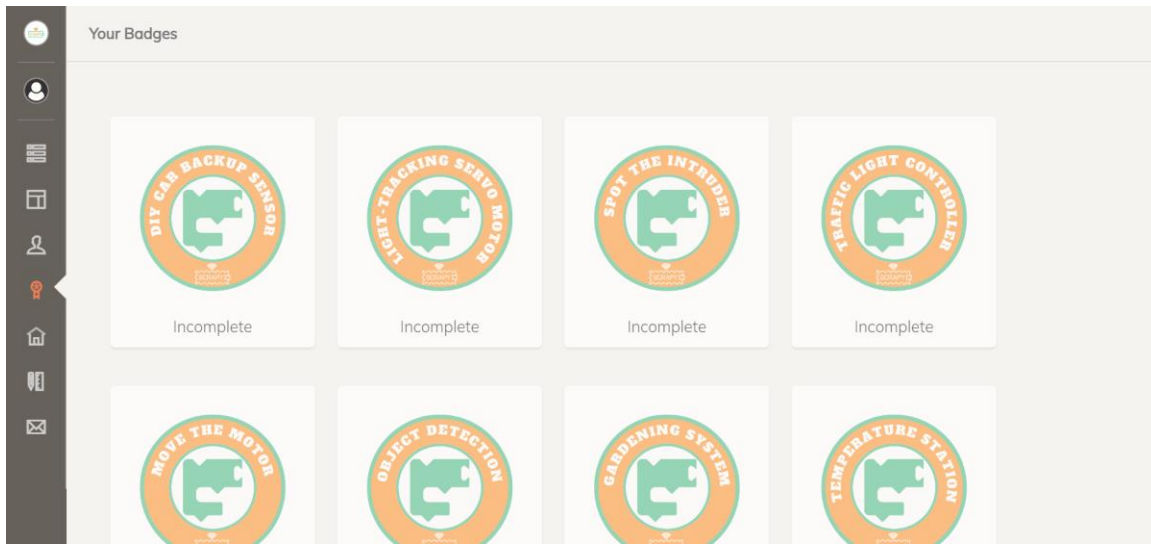 Your Badges
DIY CAR BACKUP SENSOR
LIGHT-TRACKING SERVO MOTOR
SPOT THE INTRUDER
TRAFFIC LIGHT CONTROLLER
Incomplete
Incomplete
Incomplete
Incomplete
MOVE THE MOTOR
OBJECT DETECTION
GARDENING SYSTEM
TEMPERATURE STATION